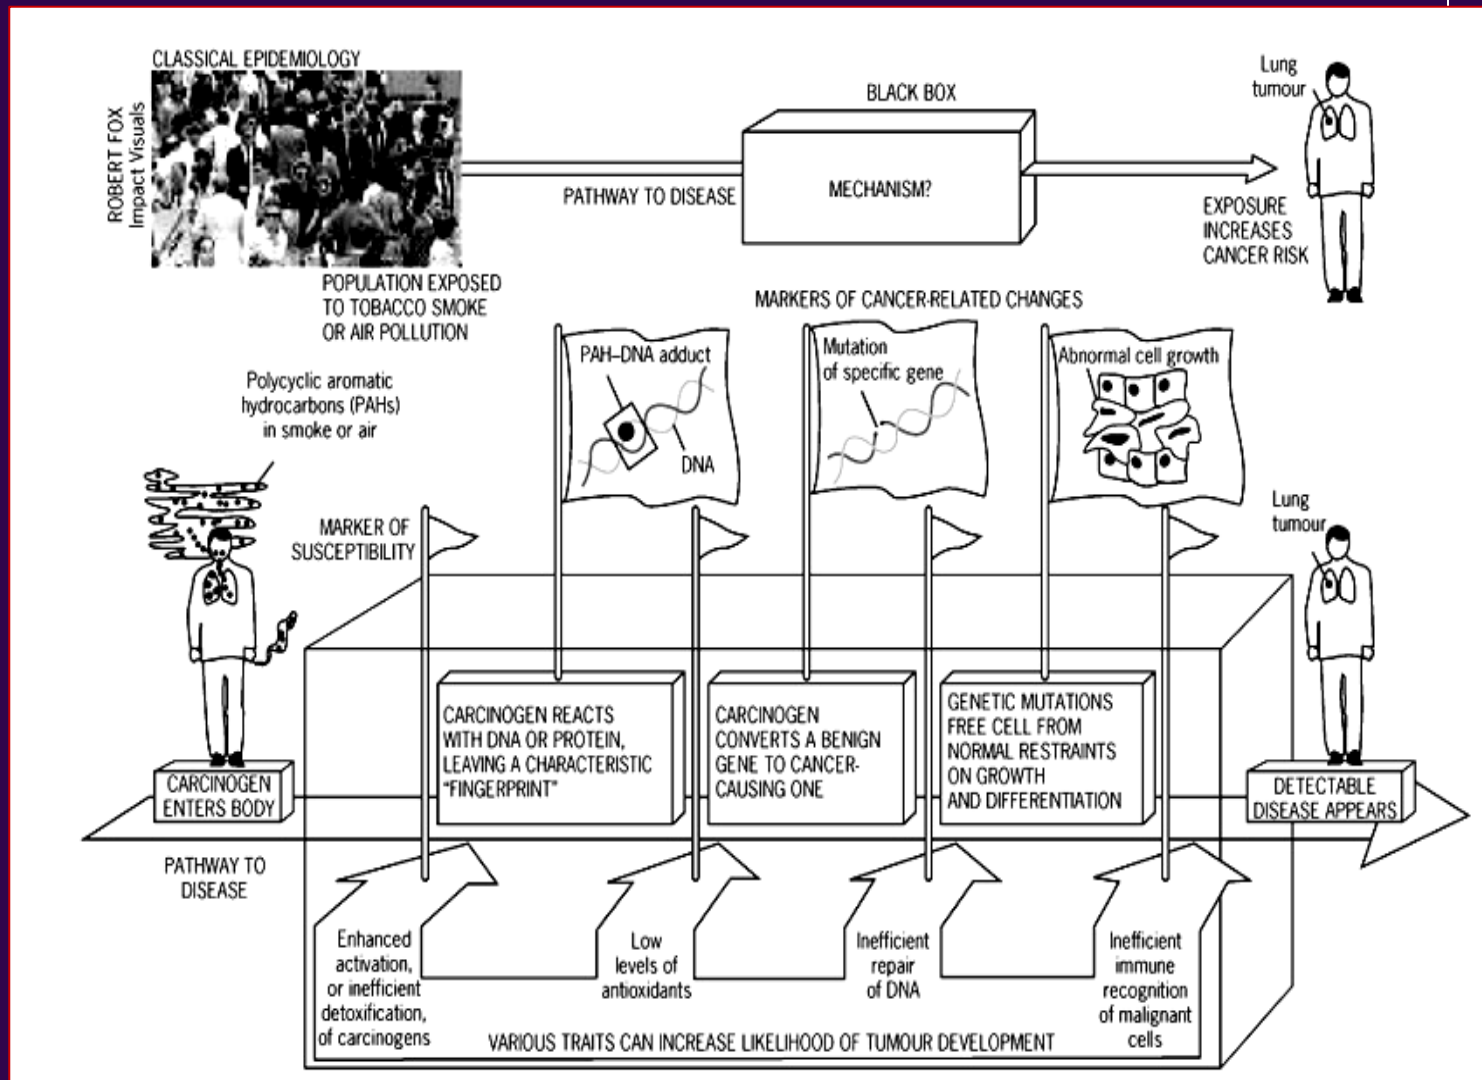 CLASSICAL EPIDEMIOLOGY
ROBERT FOX
Impact Visuals
POPULATION EXPOSED
TO TOBACCO SMOKE
OR AIR POLLUTION
PATHWAY TO DISEASE
BLACK BOX
MECHANISM?
EXPOSURE
INCREASES
CANCER RISK
Lung
tumour
MARKERS OF CANCER-RELATED CHANGES
Polycyclic aromatic
hydrocarbons (PAHs)
in smoke or air
MARKER OF
SUSCEPTIBILITY
PAH–DNA adduct
DNA
Mutation
of specific gene
Abnormal cell growth
Lung
tumour
CARCINOGEN
ENTERS BODY
CARCINOGEN REACTS
WITH DNA OR PROTEIN,
LEAVING A CHARACTERISTIC
"FINGERPRINT"
CARCINOGEN
CONVERTS A BENIGN
GENE TO CANCER-
CAUSING ONE
GENETIC MUTATIONS
FREE CELL FROM
NORMAL RESTRAINTS
ON GROWTH
AND DIFFERENTIATION
DETECTABLE
DISEASE APPEARS
PATHWAY TO
DISEASE
Enhanced
activation,
or inefficient
detoxification,
of carcinogens
Low
levels of
antioxidants
Inefficient
repair
of DNA
Inefficient
immune
recognition
of malignant
cells
VARIOUS TRAITS CAN INCREASE LIKELIHOOD OF TUMOUR DEVELOPMENT